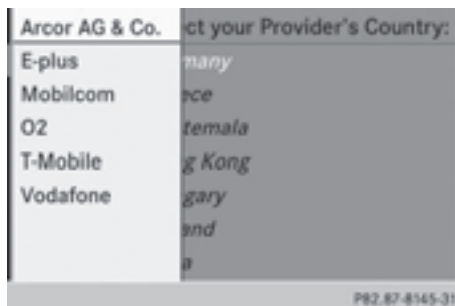 Arcor AG & Co. ct your Provider's Country:
E-plus many
Mobilcom ece
O2 temala
T-Mobile g Kong
Vodafone gary
and
a
P82.87-8145-31